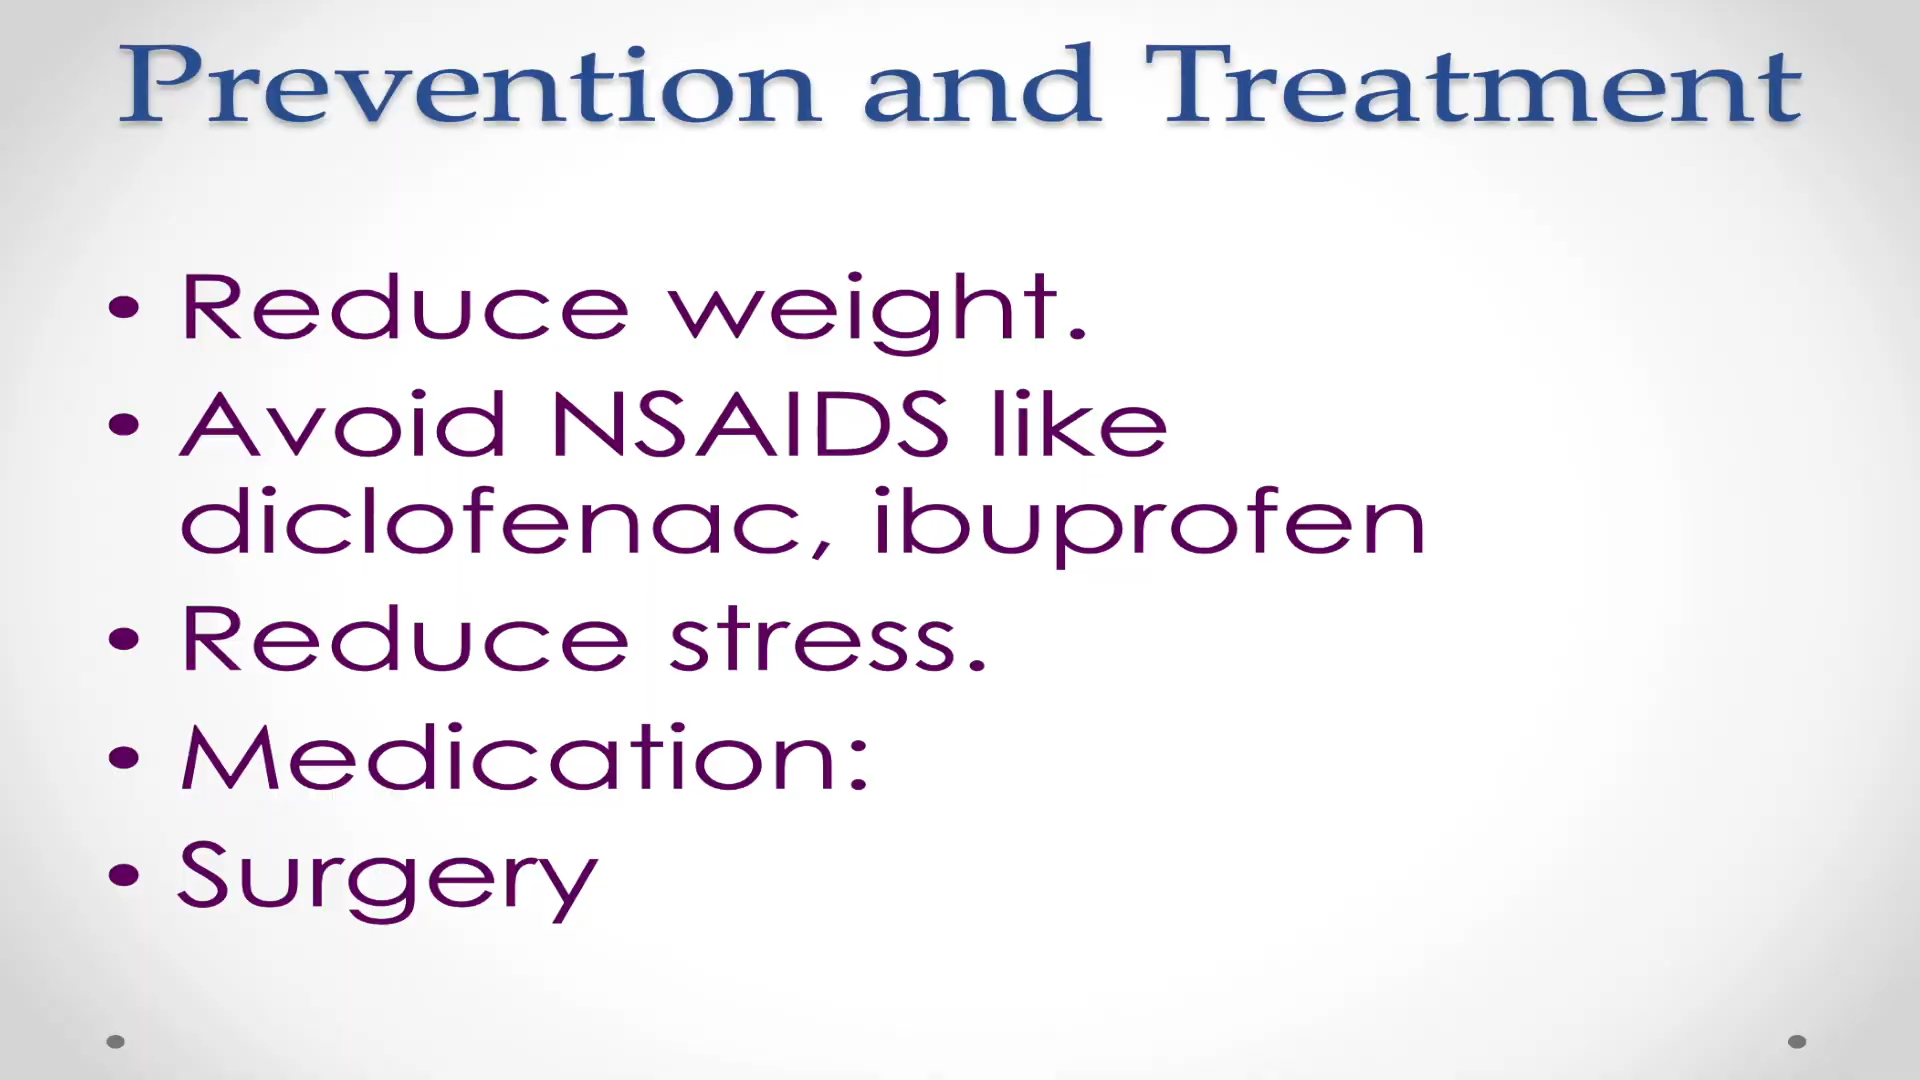 Prevention and Treatment
• Reduce weight.
• Avoid NSAIDS like
diclofenac, ibuprofen
• Reduce stress.
• Medication:
• Surgery